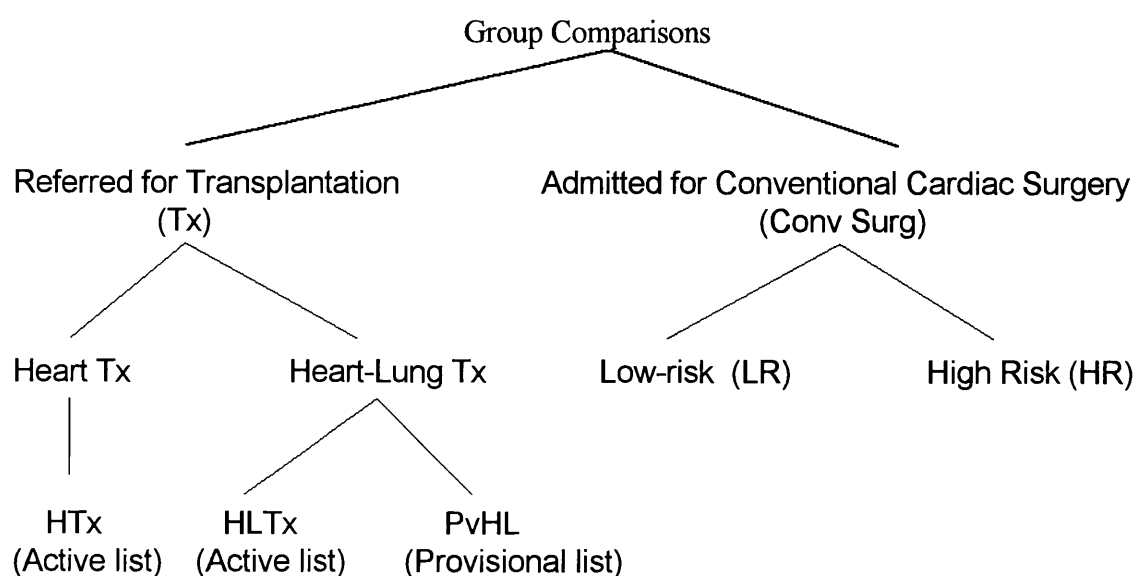 Group Comparisons
Referred for Transplantation
(Tx)
Admitted for Conventional Cardiac Surgery
(Conv Surg)
Heart Tx
Heart-Lung Tx
Low-risk (LR)
High Risk (HR)
HTx
(Active list)
HLTx
(Active list)
PvHL
(Provisional list)